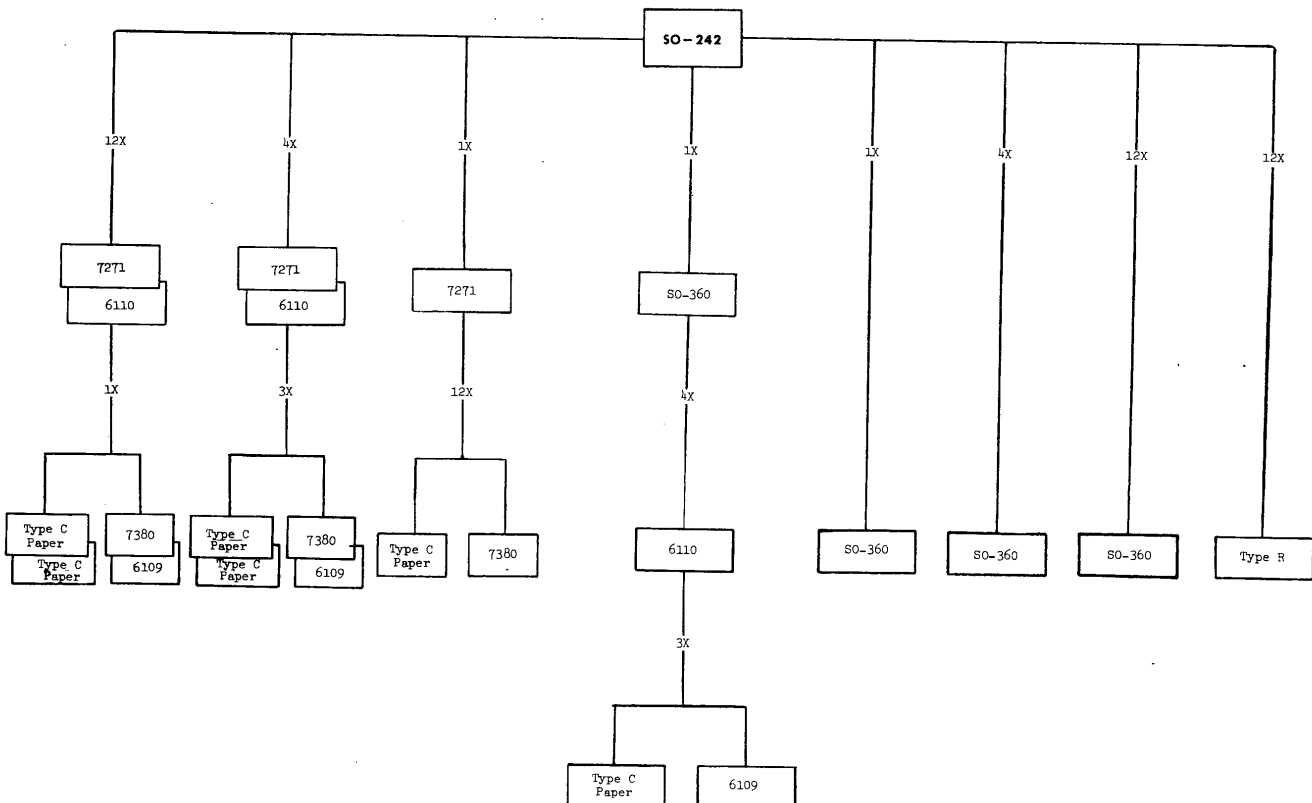 SO-242
12X
4X
1X
1X
1X
4X
12X
12X
7271
6110
7271
6110
7271
SO-360
1X
3X
12X
4X
Type C
Paper
Type C
Paper
7380
6109
Type C
Paper
Type C
Paper
7380
6109
Type C
Paper
7380
6110
SO-360
SO-360
SO-360
Type R
3X
Type C
Paper
6109